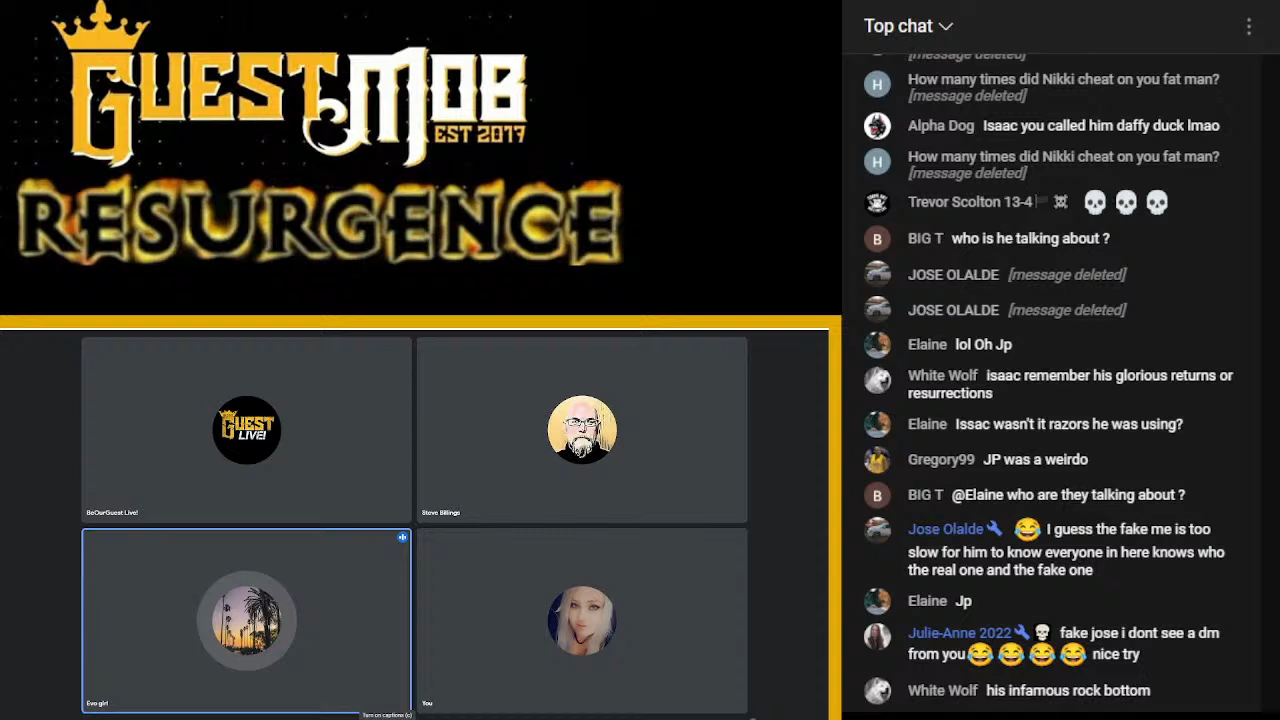 GUEST MOB
EST 2017
RESURGENCE
GUEST
LIVE!
BeOurGuest Live!
Steve Billings
Evo girl
You
Turn on captions (c)
Top chat
[message deleted]
H How many times did Nikki cheat on you fat man?
[message deleted]
Alpha Dog Isaac you called him daffy duck lmao
H How many times did Nikki cheat on you fat man?
[message deleted]
Trevor Scolton 13-4🏴☠ 💀💀💀
B BIG T who is he talking about ?
JOSE OLALDE [message deleted]
JOSE OLALDE [message deleted]
Elaine lol Oh Jp
White Wolf isaac remember his glorious returns or
resurrections
Elaine Issac wasn't it razors he was using?
Gregory99 JP was a weirdo
B BIG T @Elaine who are they talking about ?
Jose Olalde🔧 😂 I guess the fake me is too
slow for him to know everyone in here knows who
the real one and the fake one
Elaine Jp
Julie-Anne 2022🔧 💀 fake jose i dont see a dm
from you😂😂😂😂 nice try
White Wolf his infamous rock bottom